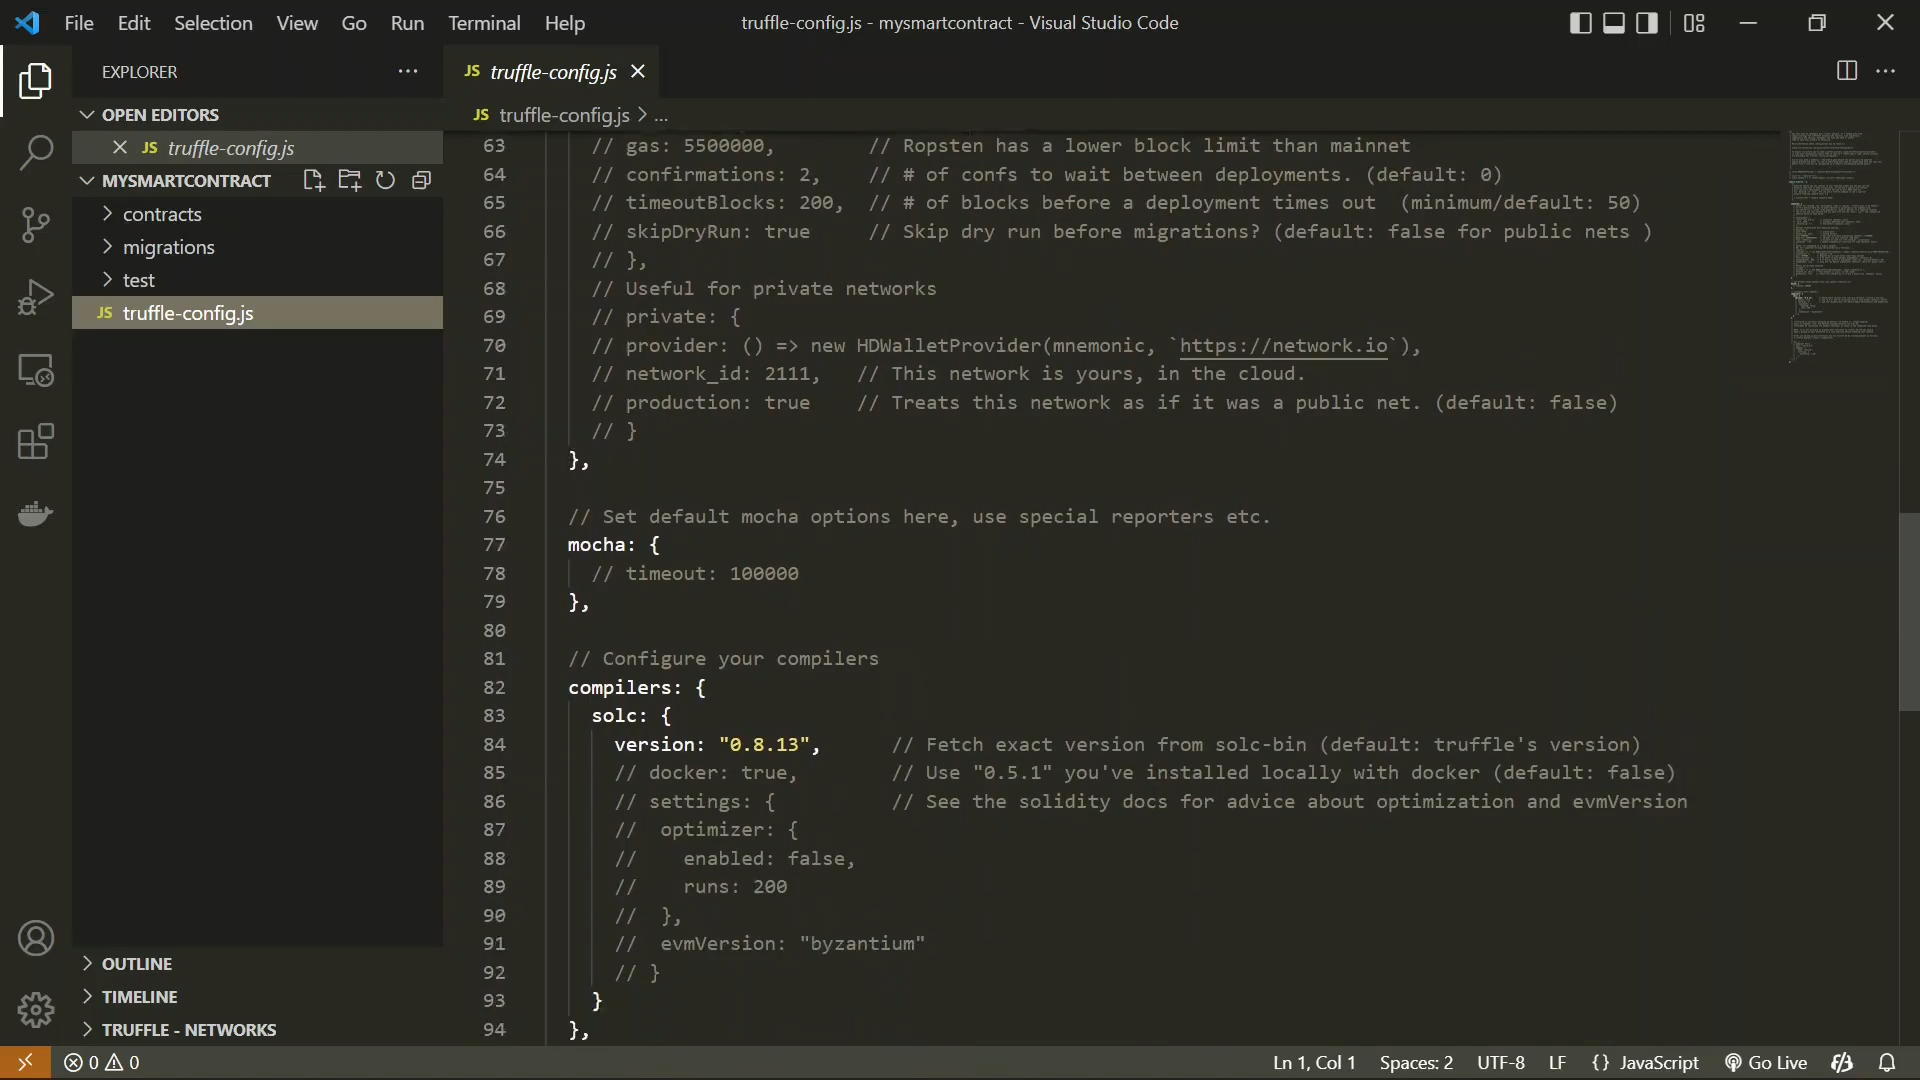 File Edit Selection View Go Run Terminal Help
truffle-config.js - mysmartcontract - Visual Studio Code
EXPLORER
OPEN EDITORS
JS truffle-config.js
MYSMARTCONTRACT
contracts
migrations
test
JS truffle-config.js
OUTLINE
TIMELINE
TRUFFLE - NETWORKS
JS truffle-config.js
JS truffle-config.js > ...
63 // gas: 5500000, // Ropsten has a lower block limit than mainnet
64 // confirmations: 2, // # of confs to wait between deployments. (default: 0)
65 // timeoutBlocks: 200, // # of blocks before a deployment times out (minimum/default: 50)
66 // skipDryRun: true // Skip dry run before migrations? (default: false for public nets )
67 // },
68 // Useful for private networks
69 // private: {
70 // provider: () => new HDWalletProvider(mnemonic, `https://network.io`),
71 // network_id: 2111, // This network is yours, in the cloud.
72 // production: true // Treats this network as if it was a public net. (default: false)
73 // }
74 },
75
76 // Set default mocha options here, use special reporters etc.
77 mocha: {
78 // timeout: 100000
79 },
80
81 // Configure your compilers
82 compilers: {
83 solc: {
84 version: "0.8.13", // Fetch exact version from solc-bin (default: truffle's version)
85 // docker: true, // Use "0.5.1" you've installed locally with docker (default: false)
86 // settings: { // See the solidity docs for advice about optimization and evmVersion
87 // optimizer: {
88 // enabled: false,
89 // runs: 200
90 // },
91 // evmVersion: "byzantium"
92 // }
93 }
94 },
0 0
Ln 1, Col 1 Spaces: 2 UTF-8 LF {} JavaScript Go Live